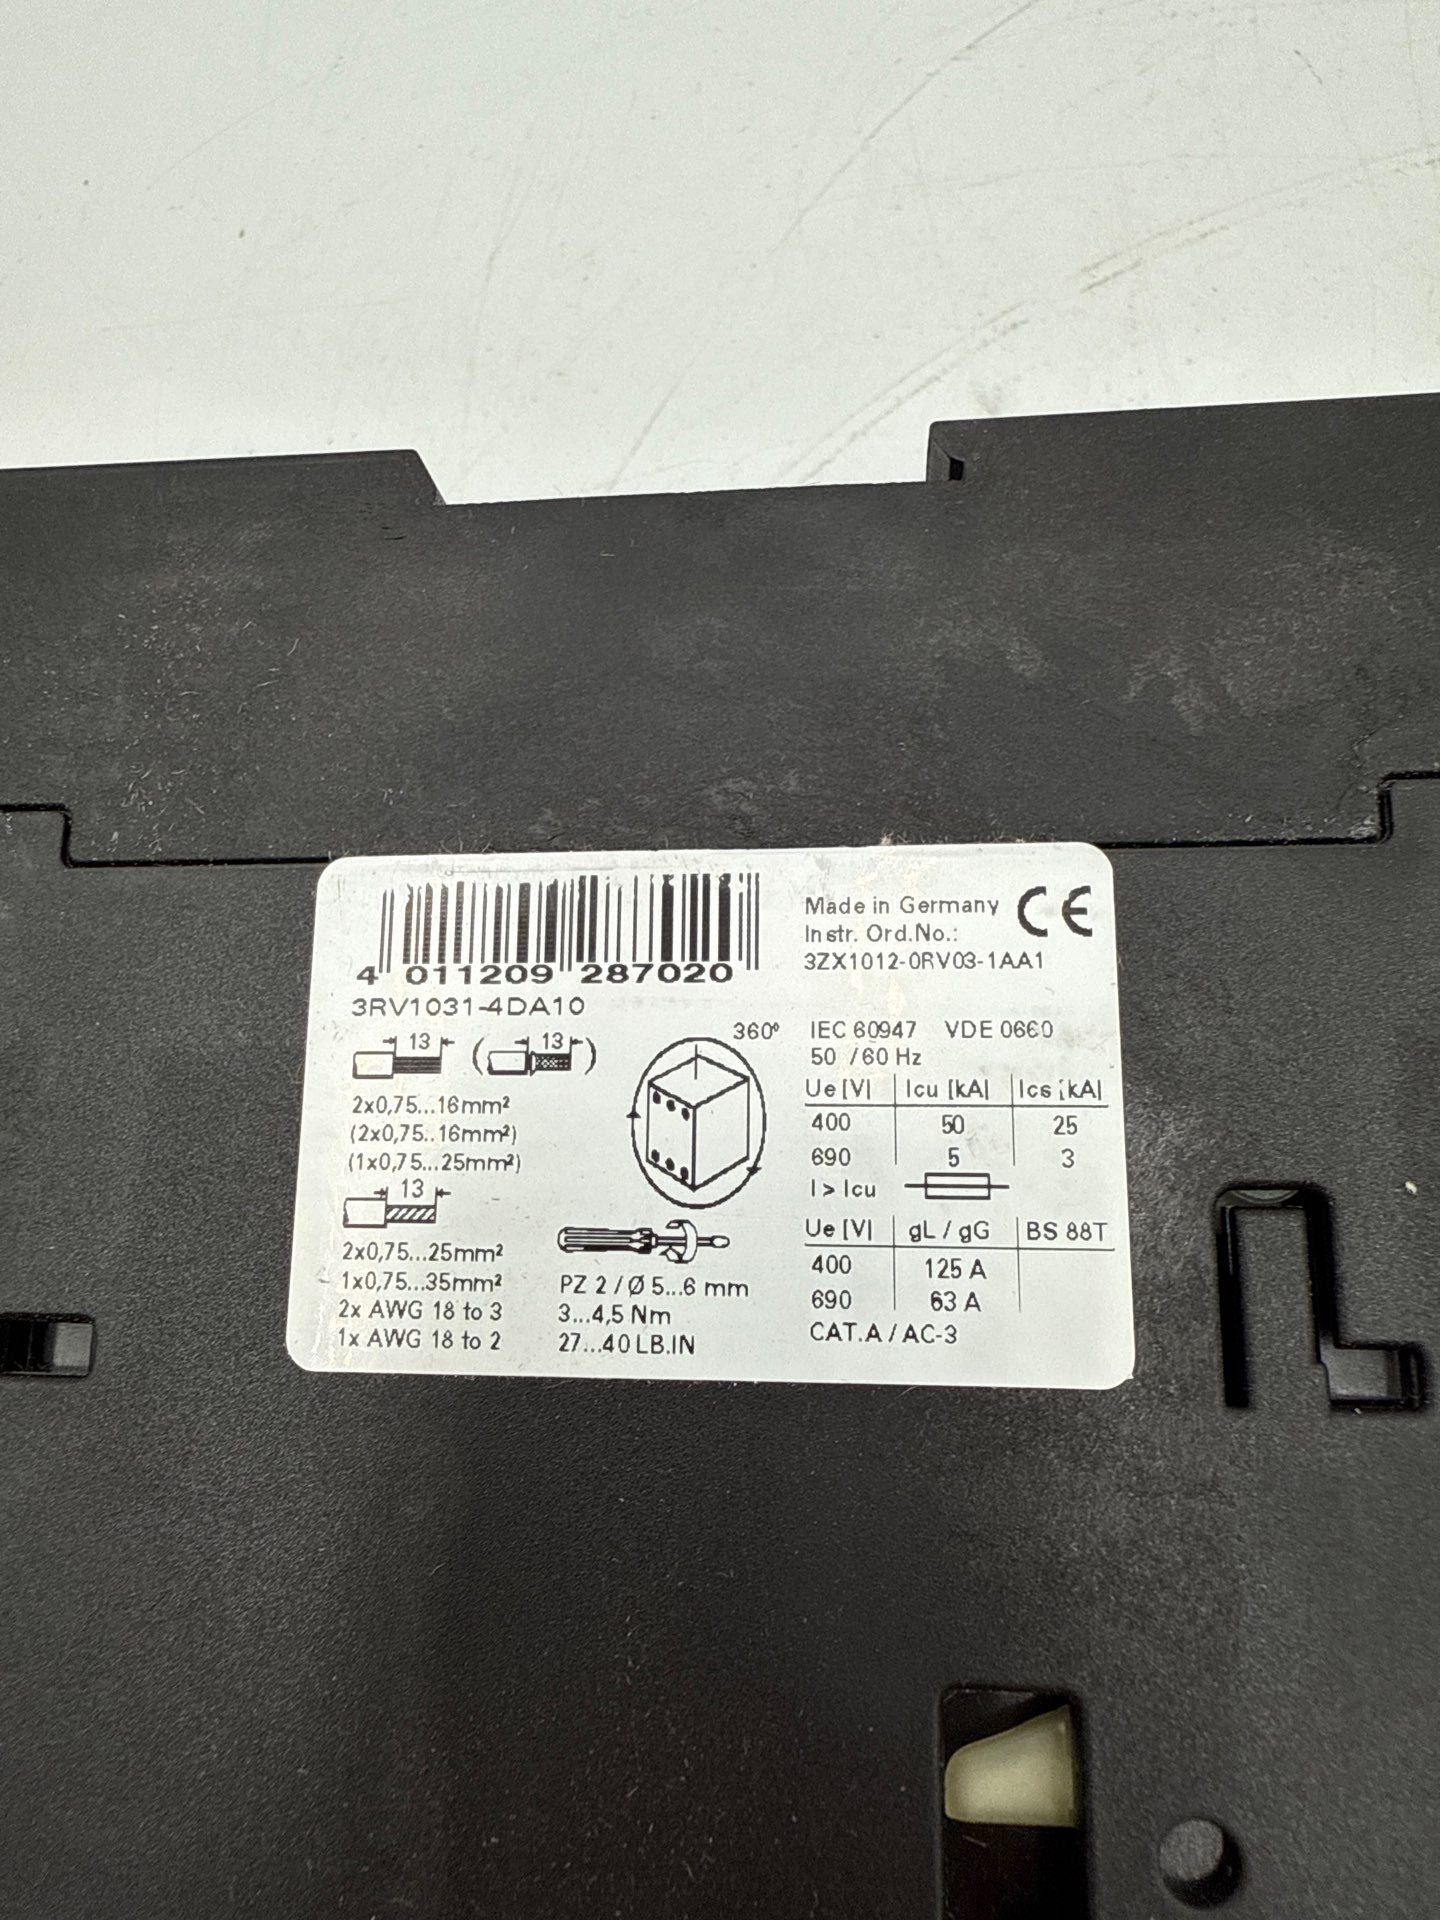 4 011209 287020
3RV1031-4DA10
13
13
2x0,75...16mm²
(2x0,75..16mm²)
(1x0,75...25mm²)
13
2x0,75...25mm²
1x0,75...35mm²
2x AWG 18 to 3
1x AWG 18 to 2
360°
PZ 2 / Ø 5...6 mm
3...4,5 Nm
27...40 LB.IN
Made in Germany CE
Instr. Ord.No.:
3ZX1012-0RV03-1AA1
IEC 60947 VDE 0660
50 / 60 Hz
Ue [V] Icu [kA] Ics [kA]
400 50 25
690 5 3
I > Icu
Ue [V] gL / gG BS 88T
400 125 A
690 63 A
CAT.A / AC-3